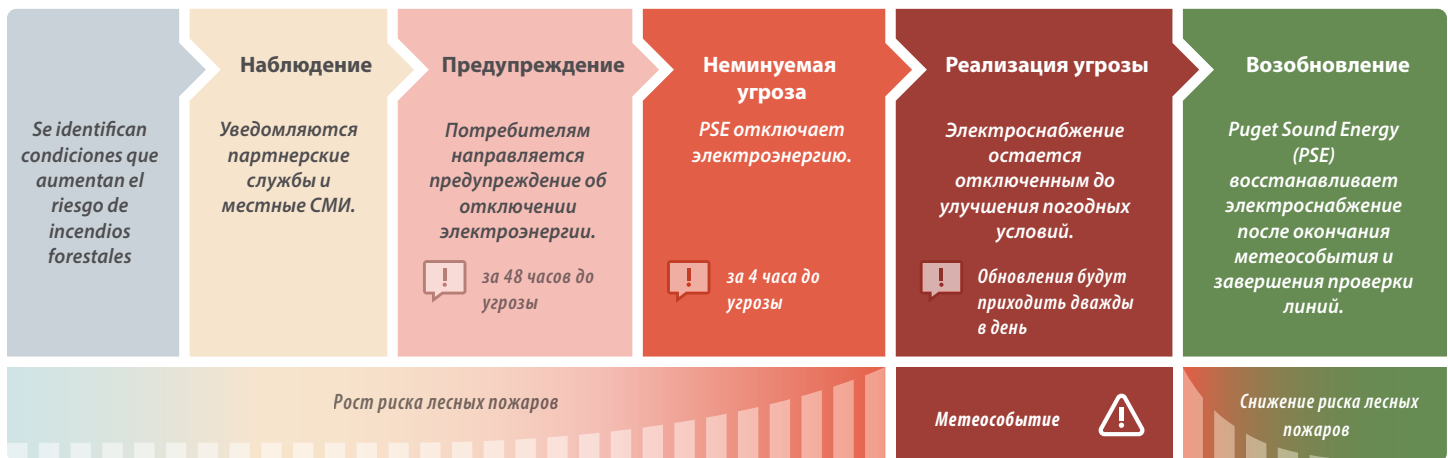 Se identifican
condiciones que
aumentan el
riesgo de
incendios
forestales
Наблюдение
Уведомляются
партнерские
службы и
местные СМИ.
Предупреждение
Потребителям
направляется
предупреждение об
отключении
электроэнергии.
! за 48 часов до
угрозы
Неминуемая
угроза
PSE отключает
электроэнергию.
! за 4 часа до
угрозы
Реализация угрозы
Электроснабжение
остается
отключенным до
улучшения погодных
условий.
! Обновления будут
приходить дважды
в день
Возобновление
Puget Sound Energy
(PSE)
восстанавливает
электроснабжение
после окончания
метеособытия и
завершения проверки
линий.
Рост риска лесных пожаров
Метеособытие !
Снижение риска лесных
пожаров